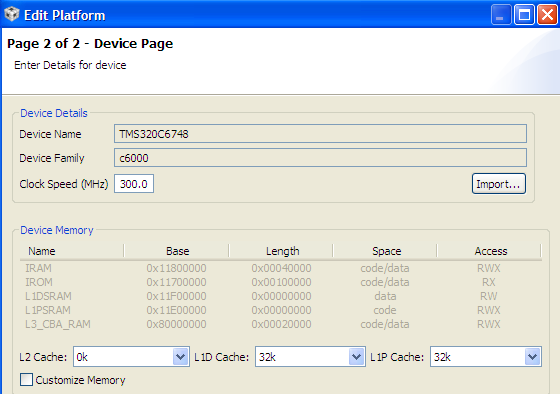 Edit Platform
Page 2 of 2 - Device Page
Enter Details for device
Device Details
Device Name TMS320C6748
Device Family c6000
Clock Speed (MHz) 300.0 Import...
Device Memory
Name Base Length Space Access
IRAM 0x11800000 0x00040000 code/data RWX
IROM 0x11700000 0x00100000 code/data RX
L1DSRAM 0x11F00000 0x00000000 data RW
L1PSRAM 0x11E00000 0x00000000 code RWX
L3_CBA_RAM 0x80000000 0x00020000 code/data RWX
L2 Cache: 0k L1D Cache: 32k L1P Cache: 32k
Customize Memory